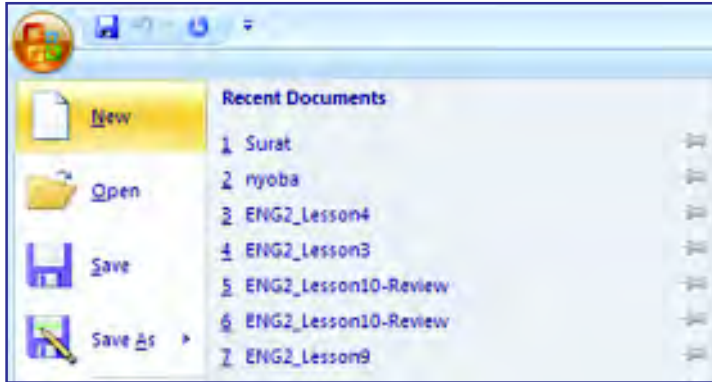 New
Open
Save
Save As
Recent Documents
1 Surat
2 nyoba
3 ENG2_Lesson4
4 ENG2_Lesson3
5 ENG2_Lesson10-Review
6 ENG2_Lesson10-Review
7 ENG2_Lesson9